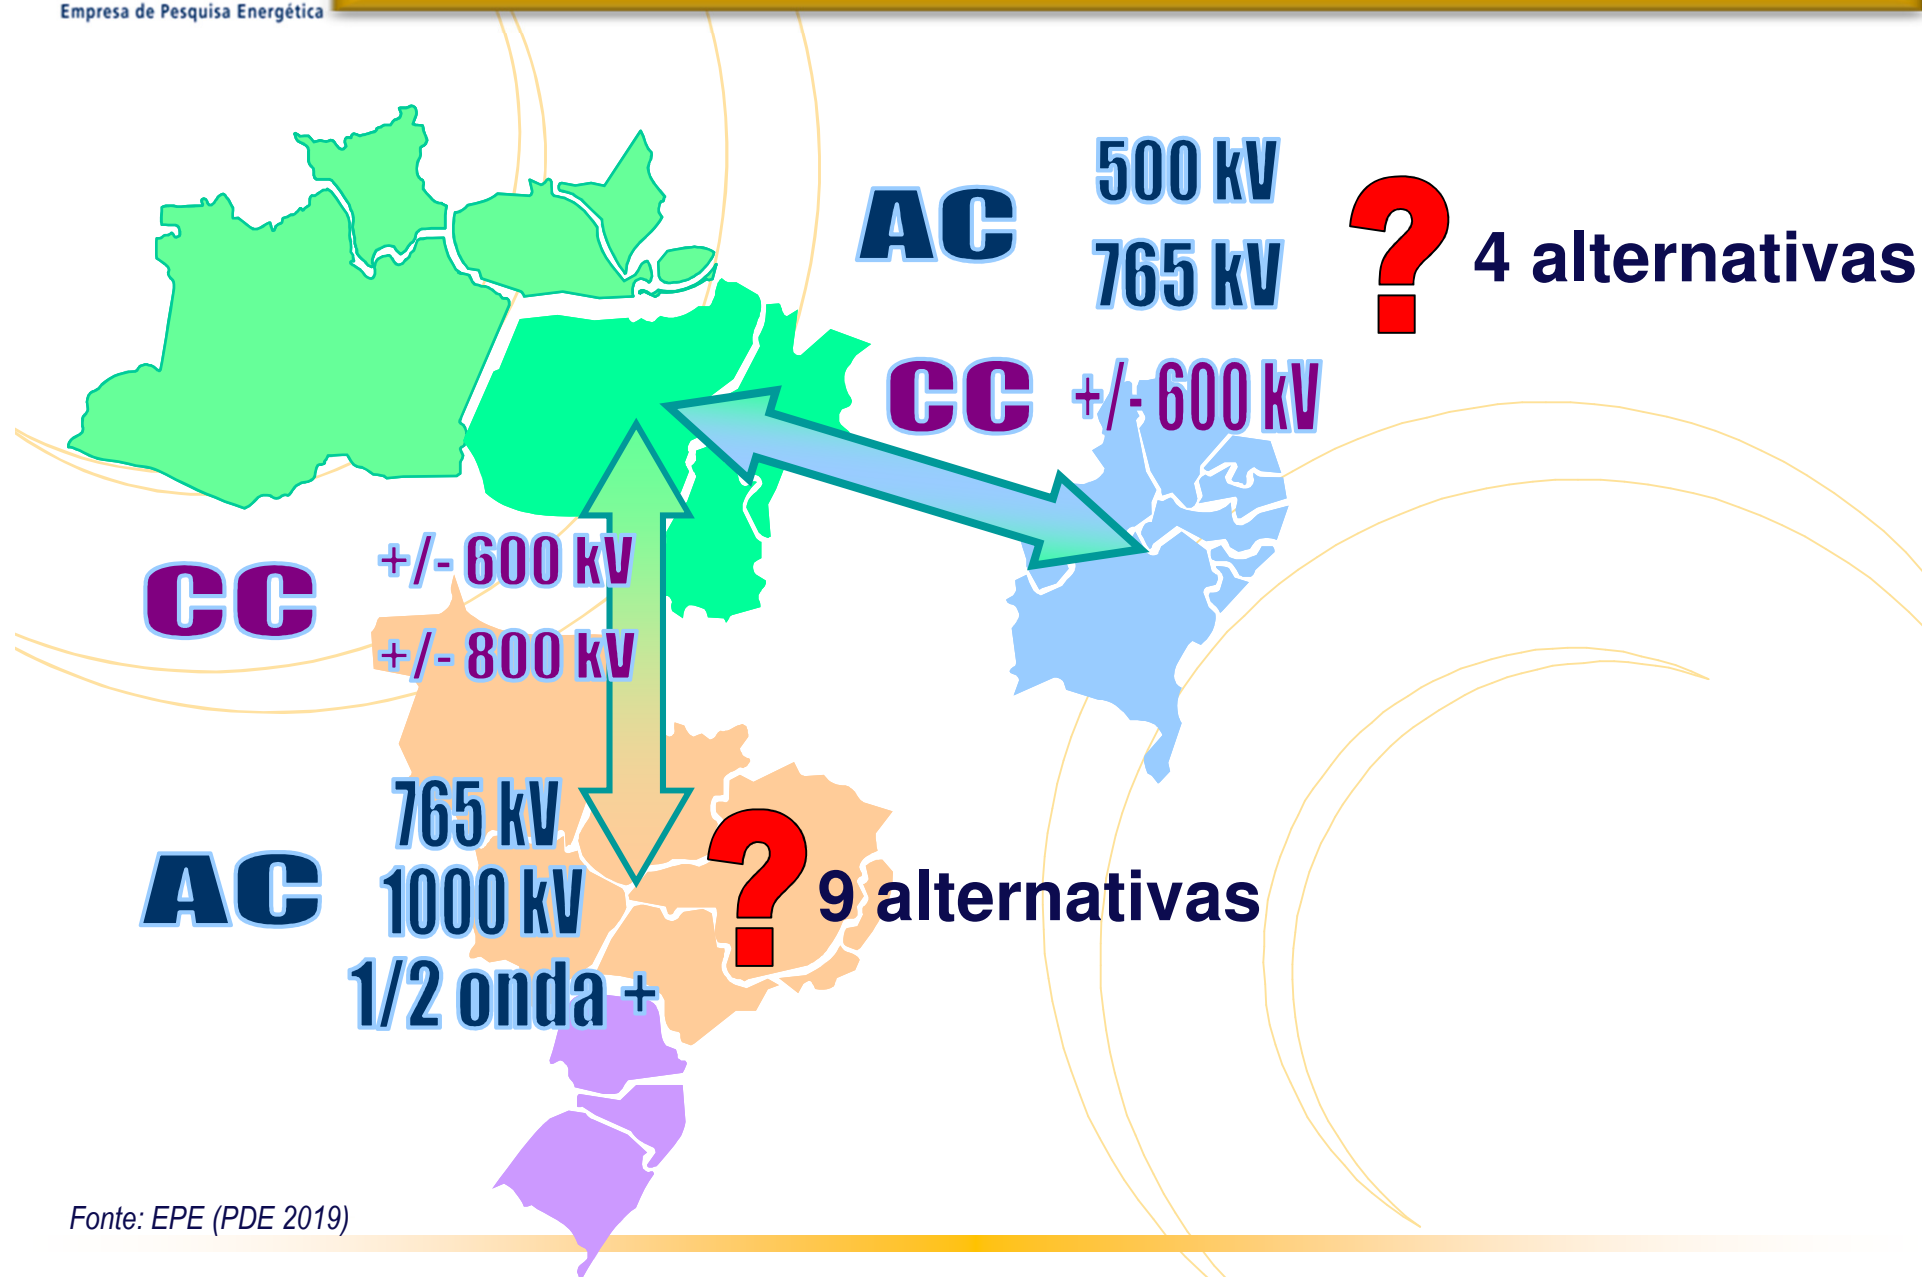 Empresa de Pesquisa Energética
AC
500 kV
765 kV
? 4 alternativas
CC +/- 600 kV
CC
+/- 600 kV
+/- 800 kV
AC
765 kV
1000 kV
1/2 onda +
? 9 alternativas
Fonte: EPE (PDE 2019)